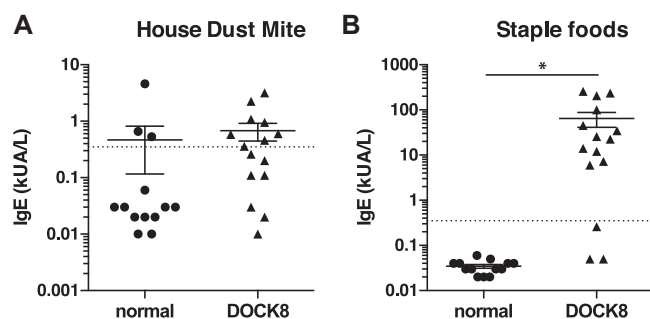 A House Dust Mite
IgE (kUA/L)
10
1
0.1
0.01
0.001
normal DOCK8
B Staple foods
*
IgE (kUA/L)
1000
100
10
1
0.1
0.01
normal DOCK8